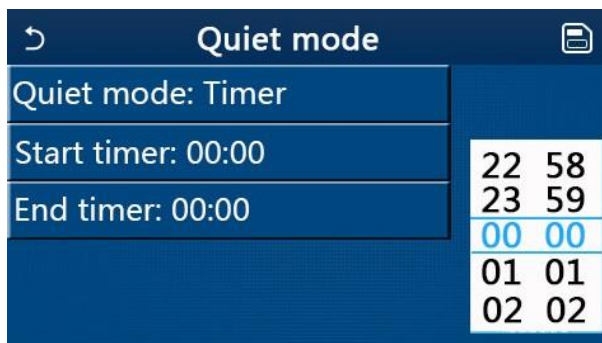 Quiet mode
Quiet mode: Timer
Start timer: 00:00
End timer: 00:00
22 58
23 59
00 00
01 01
02 02